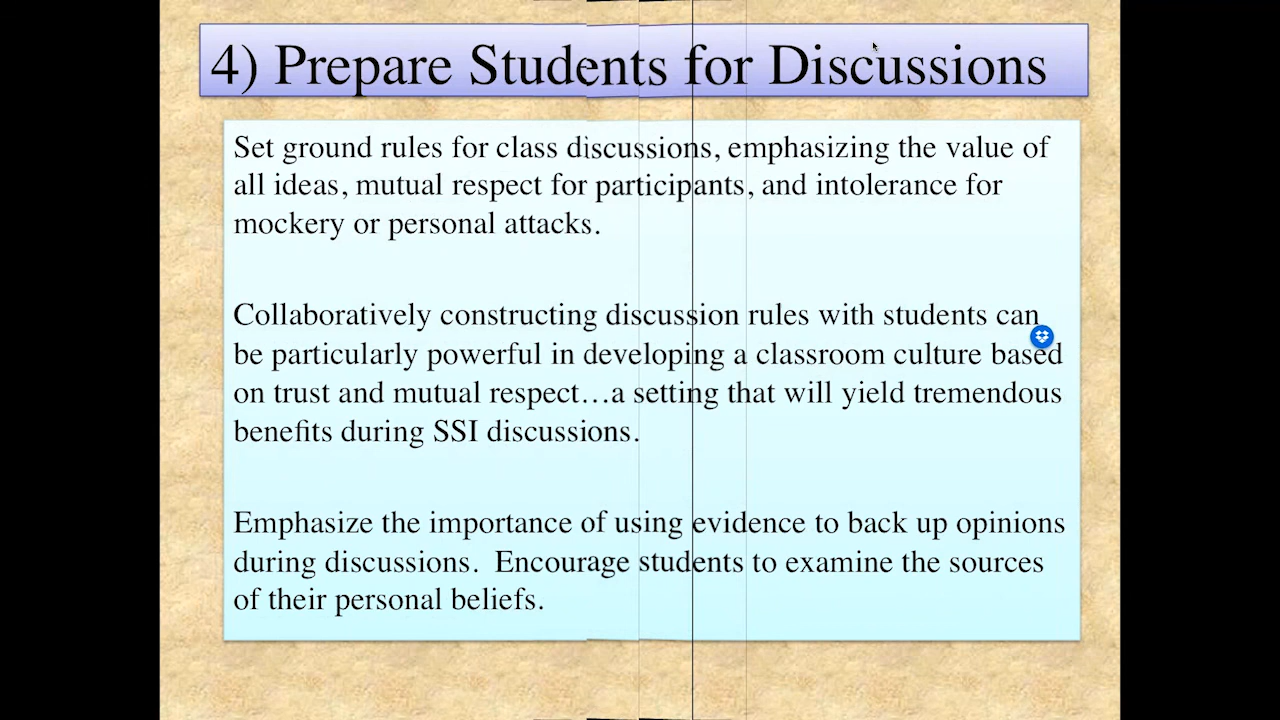 4) Prepare Students for Discussions
Set ground rules for class discussions, emphasizing the value of
all ideas, mutual respect for participants, and intolerance for
mockery or personal attacks.
Collaboratively constructing discussion rules with students can
be particularly powerful in developing a classroom culture based
on trust and mutual respect…a setting that will yield tremendous
benefits during SSI discussions.
Emphasize the importance of using evidence to back up opinions
during discussions.  Encourage students to examine the sources
of their personal beliefs.